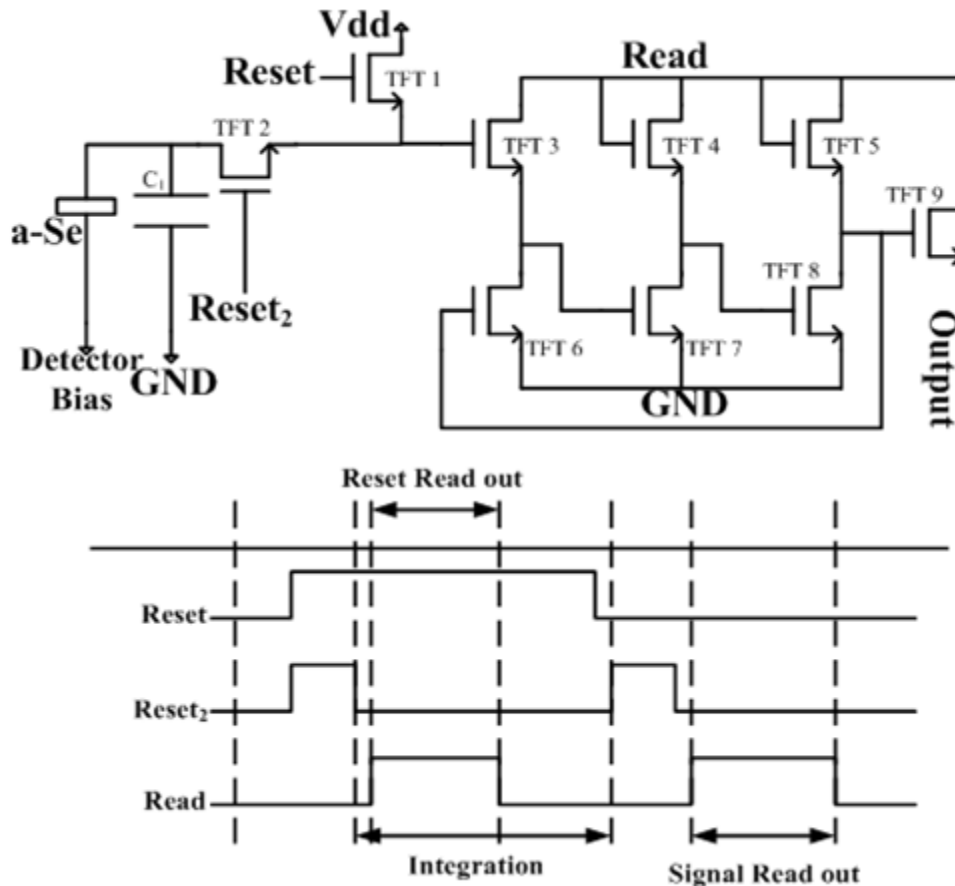 Vdd
Reset
TFT 1
Read
TFT 2
TFT 3
TFT 4
TFT 5
C₁
TFT 9
a-Se
TFT 8
Reset₂
TFT 6
TFT 7
Detector
Bias
GND
GND
Output
Reset Read out
Reset
Reset₂
Read
Integration
Signal Read out